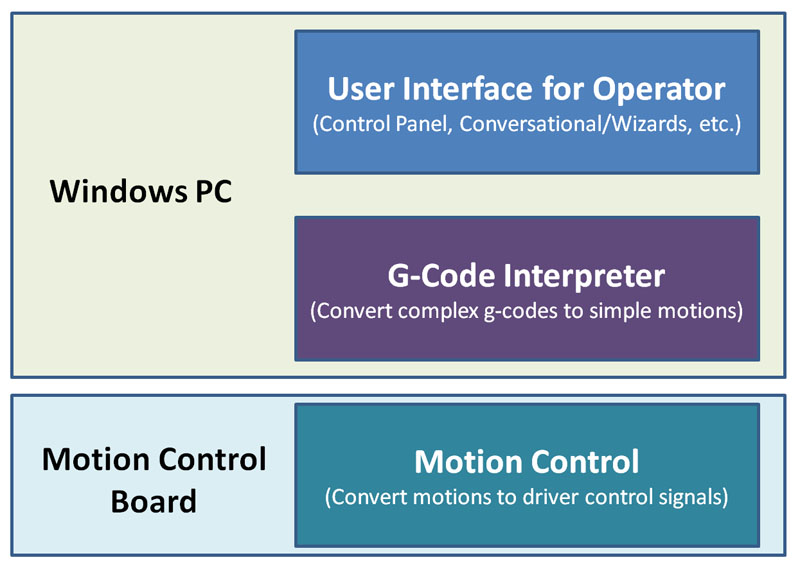 User Interface for Operator
(Control Panel, Conversational/Wizards, etc.)
Windows PC
G-Code Interpreter
(Convert complex g-codes to simple motions)
Motion Control
Board
Motion Control
(Convert motions to driver control signals)